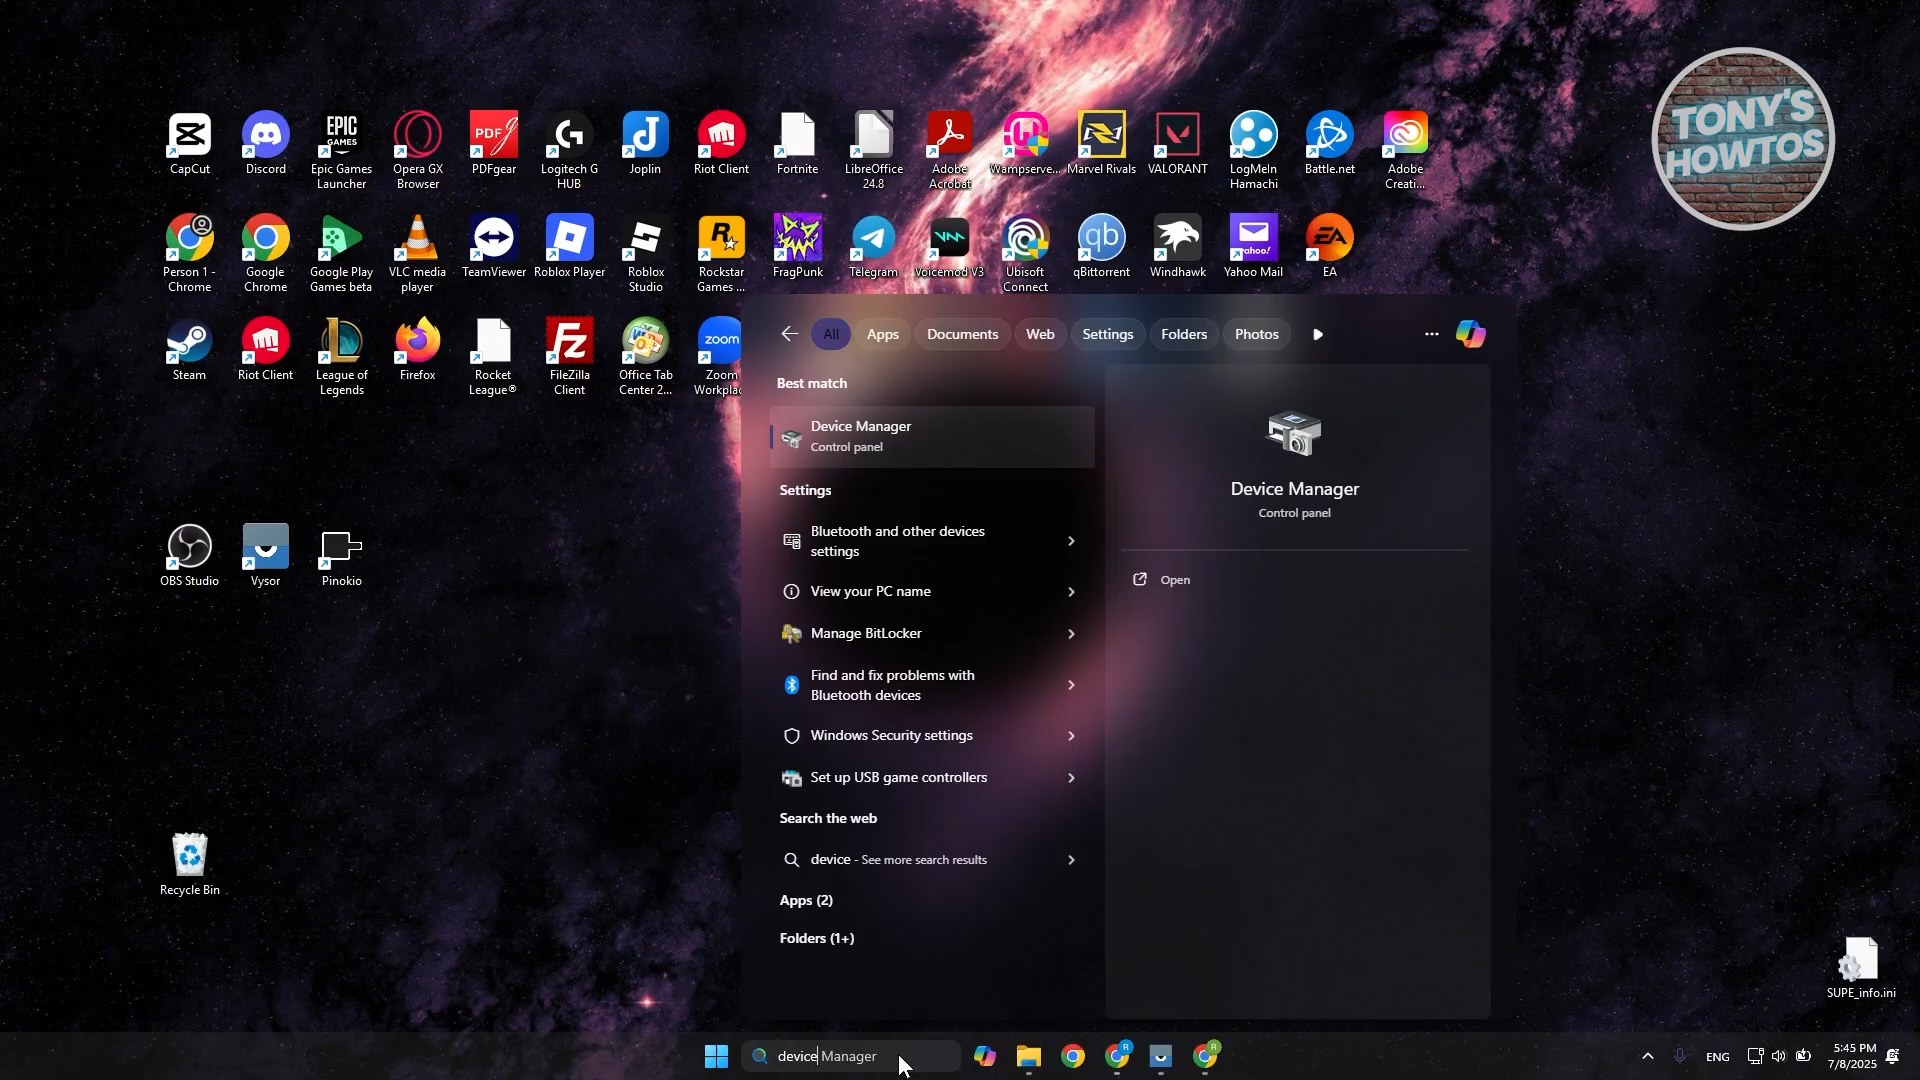 TONY'S
HOWTOS
CapCut
Discord
EPIC
GAMES
Epic Games
Launcher
Opera GX
Browser
PDF
PDFgear
Logitech G
HUB
Joplin
Riot Client
Fortnite
LibreOffice
24.8
Adobe
Acrobat
Wampserve...
Marvel Rivals
VALORANT
LogMeIn
Hamachi
Battle.net
Adobe
Creati...
Person 1 -
Chrome
Google
Chrome
Google Play
Games beta
VLC media
player
TeamViewer
Roblox Player
Roblox
Studio
Rockstar
Games ...
FragPunk
Telegram
Voicemod V3
Ubisoft
Connect
qb
qBittorrent
Windhawk
yahoo!
Yahoo Mail
EA
EA
Steam
Riot Client
League of
Legends
Firefox
Rocket
League®
Fz
FileZilla
Client
Office Tab
Center 2...
zoom
Zoom
Workplac
OBS Studio
Vysor
Pinokio
Recycle Bin
All
Apps
Documents
Web
Settings
Folders
Photos
Best match
Device Manager
Control panel
Settings
Bluetooth and other devices
settings
View your PC name
Manage BitLocker
Find and fix problems with
Bluetooth devices
Windows Security settings
Set up USB game controllers
Search the web
device - See more search results
Apps (2)
Folders (1+)
Device Manager
Control panel
Open
SUPE_info.ini
device Manager
R
R
ENG
5:45 PM
7/8/2025